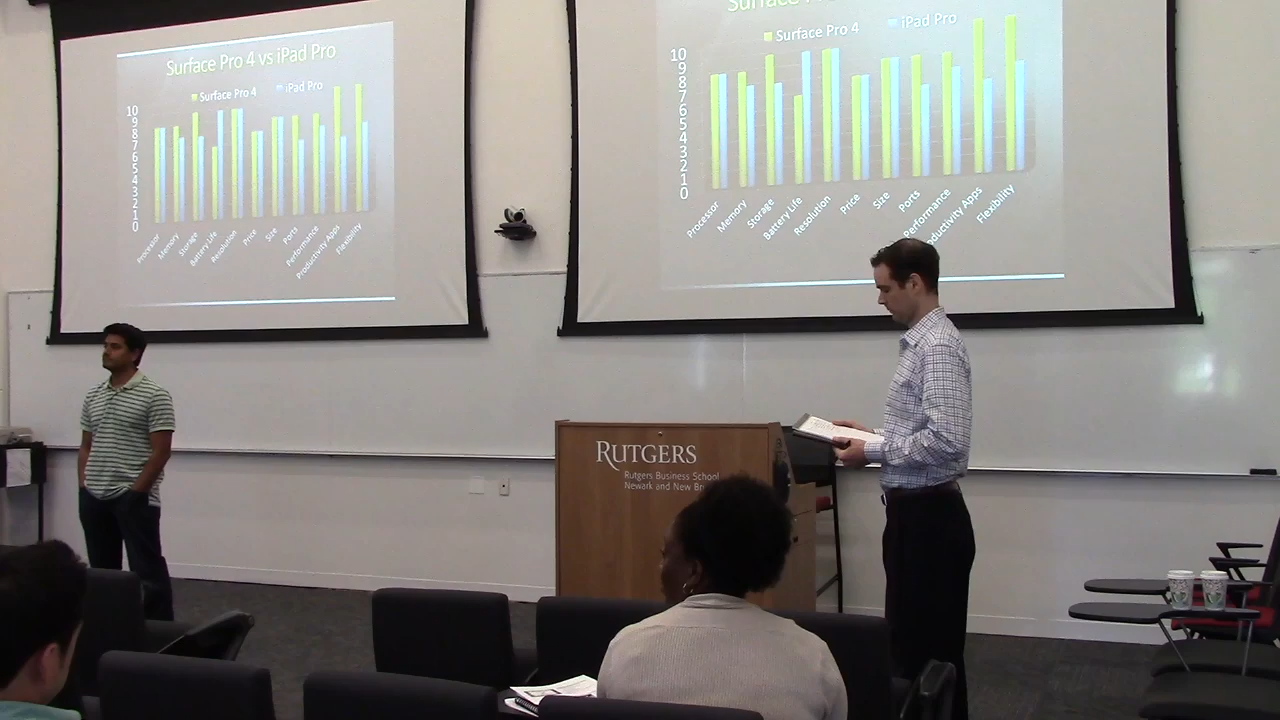 Surface Pro 4 vs iPad Pro
Surface Pro 4
iPad Pro
10
9
8
7
6
5
4
3
2
1
0
Processor
Memory
Storage
Battery Life
Resolution
Price
Size
Ports
Performance
Productivity Apps
Flexibility
Surface
Surface Pro 4
iPad Pro
10
9
8
7
6
5
4
3
2
1
0
Processor
Memory
Storage
Battery Life
Resolution
Price
Size
Ports
Performance
oductivity Apps
Flexibility
RUTGERS
Rutgers Business School
Newark and New Br